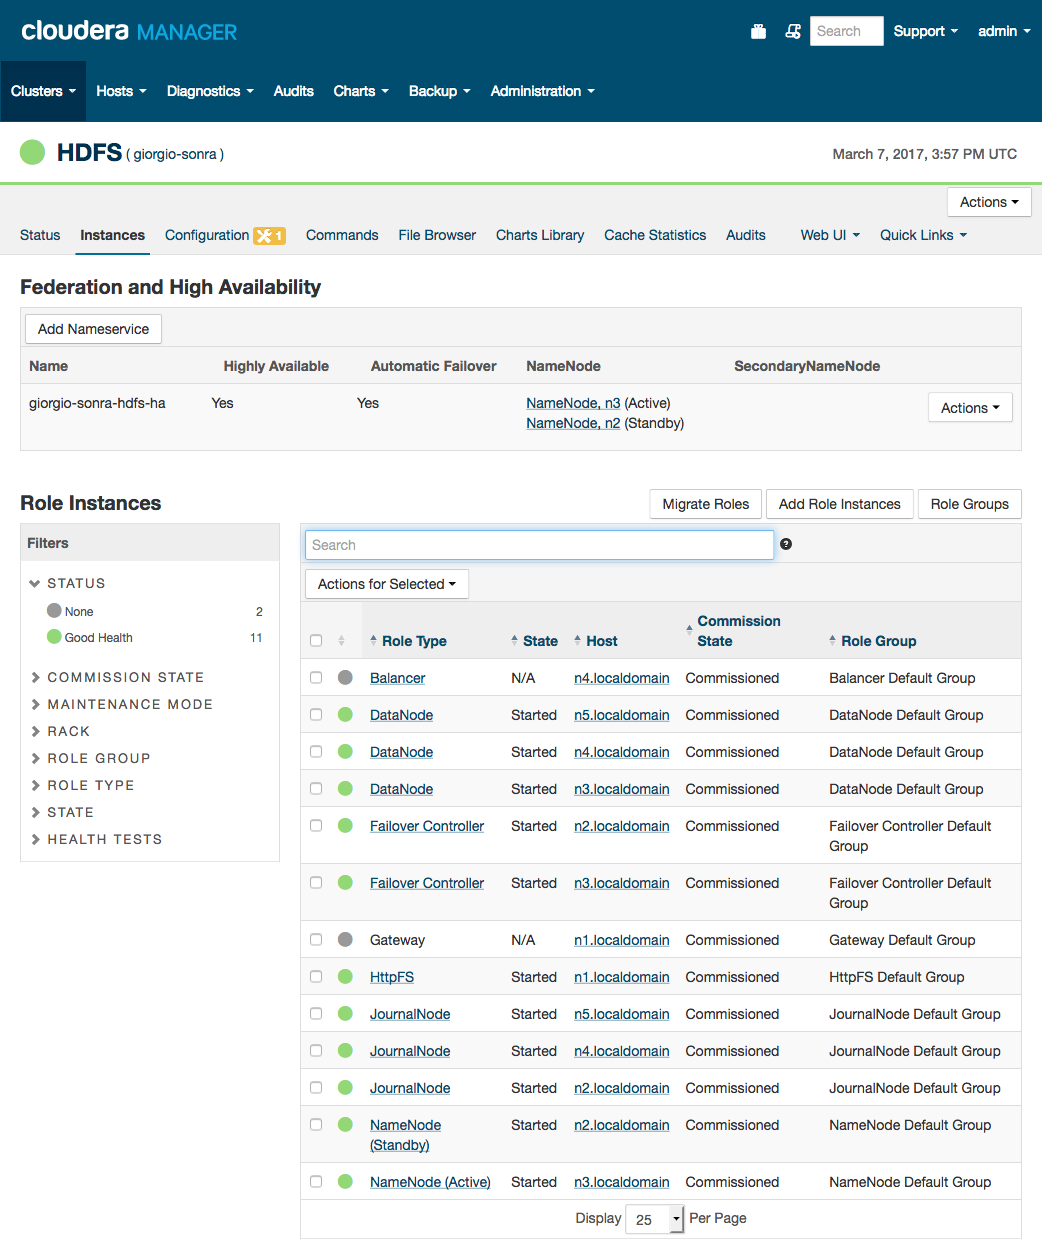 cloudera MANAGER
Search Support admin
Clusters Hosts Diagnostics Audits Charts Backup Administration
HDFS ( giorgio-sonra ) March 7, 2017, 3:57 PM UTC
Actions
Status Instances Configuration 1 Commands File Browser Charts Library Cache Statistics Audits Web UI Quick Links
Federation and High Availability
Add Nameservice
Name Highly Available Automatic Failover NameNode SecondaryNameNode
giorgio-sonra-hdfs-ha Yes Yes NameNode, n3 (Active) Actions
NameNode, n2 (Standby)
Role Instances Migrate Roles Add Role Instances Role Groups
Filters
STATUS
None 2
Good Health 11
COMMISSION STATE
MAINTENANCE MODE
RACK
ROLE GROUP
ROLE TYPE
STATE
HEALTH TESTS
Search ?
Actions for Selected
Role Type State Host Commission State Role Group
Balancer N/A n4.localdomain Commissioned Balancer Default Group
DataNode Started n5.localdomain Commissioned DataNode Default Group
DataNode Started n4.localdomain Commissioned DataNode Default Group
DataNode Started n3.localdomain Commissioned DataNode Default Group
Failover Controller Started n2.localdomain Commissioned Failover Controller Default
Group
Failover Controller Started n3.localdomain Commissioned Failover Controller Default
Group
Gateway N/A n1.localdomain Commissioned Gateway Default Group
HttpFS Started n1.localdomain Commissioned HttpFS Default Group
JournalNode Started n5.localdomain Commissioned JournalNode Default Group
JournalNode Started n4.localdomain Commissioned JournalNode Default Group
JournalNode Started n2.localdomain Commissioned JournalNode Default Group
NameNode Started n2.localdomain Commissioned NameNode Default Group
(Standby)
NameNode (Active) Started n3.localdomain Commissioned NameNode Default Group
Display 25 Per Page